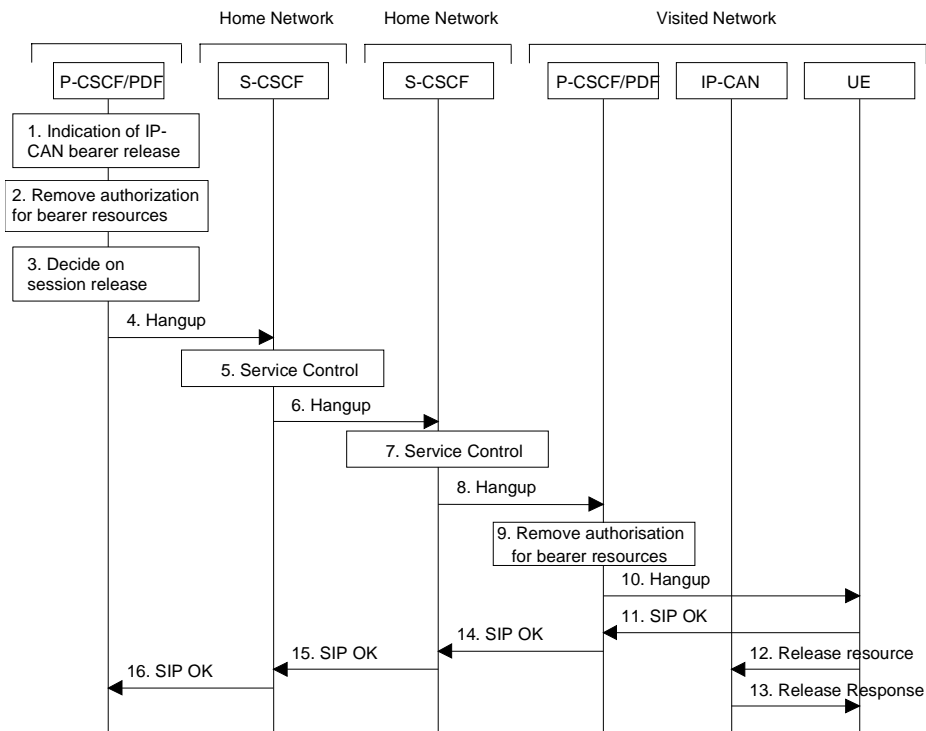 Home Network
Home Network
Visited Network
P-CSCF/PDF
S-CSCF
S-CSCF
P-CSCF/PDF
IP-CAN
UE
1. Indication of IP-
CAN bearer release
2. Remove authorization
for bearer resources
3. Decide on
session release
4. Hangup
5. Service Control
6. Hangup
7. Service Control
8. Hangup
9. Remove authorisation
for bearer resources
10. Hangup
11. SIP OK
14. SIP OK
15. SIP OK
12. Release resource
16. SIP OK
13. Release Response